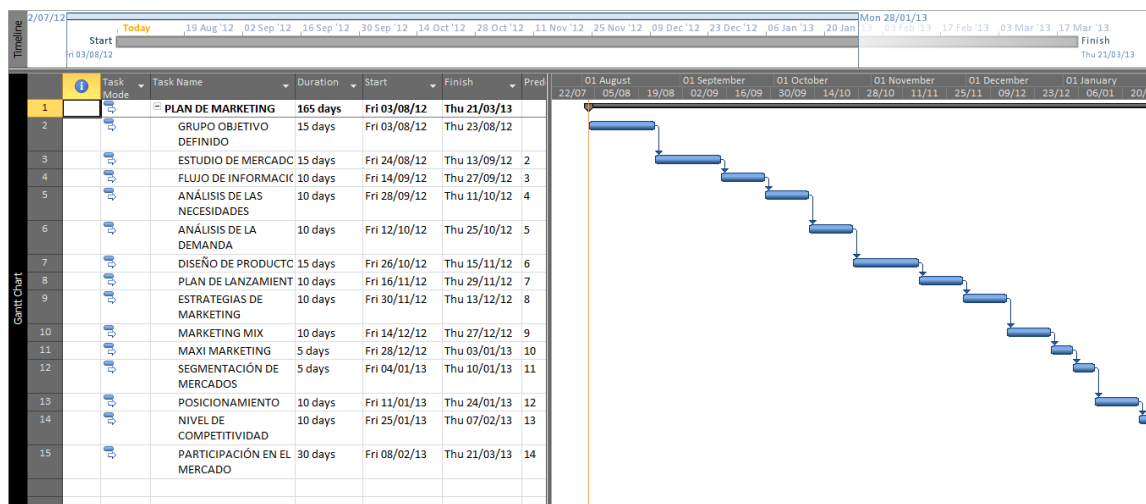 2/07/12
Mon 28/01/13
Today
19 Aug '12 02 Sep '12 16 Sep '12 30 Sep '12 14 Oct '12 28 Oct '12 11 Nov '12 25 Nov '12 09 Dec '12 23 Dec '12 06 Jan '13 20 Jan '13 03 Feb '13 17 Feb '13 03 Mar '13 17 Mar '13
Start
Finish
Fri 03/08/12
Thu 21/03/13
Timeline
Task Mode Task Name Duration Start Finish Pred
01 August 01 September 01 October 01 November 01 December 01 January
22/07 05/08 19/08 02/09 16/09 30/09 14/10 28/10 11/11 25/11 09/12 23/12 06/01 20/
1 PLAN DE MARKETING 165 days Fri 03/08/12 Thu 21/03/13
2 GRUPO OBJETIVO DEFINIDO 15 days Fri 03/08/12 Thu 23/08/12
3 ESTUDIO DE MERCADO 15 days Fri 24/08/12 Thu 13/09/12 2
4 FLUJO DE INFORMACIÓ 10 days Fri 14/09/12 Thu 27/09/12 3
5 ANÁLISIS DE LAS NECESIDADES 10 days Fri 28/09/12 Thu 11/10/12 4
6 ANÁLISIS DE LA DEMANDA 10 days Fri 12/10/12 Thu 25/10/12 5
7 DISEÑO DE PRODUCTO 15 days Fri 26/10/12 Thu 15/11/12 6
8 PLAN DE LANZAMIENT 10 days Fri 16/11/12 Thu 29/11/12 7
9 ESTRATEGIAS DE MARKETING 10 days Fri 30/11/12 Thu 13/12/12 8
10 MARKETING MIX 10 days Fri 14/12/12 Thu 27/12/12 9
11 MAXI MARKETING 5 days Fri 28/12/12 Thu 03/01/13 10
12 SEGMENTACIÓN DE MERCADOS 5 days Fri 04/01/13 Thu 10/01/13 11
13 POSICIONAMIENTO 10 days Fri 11/01/13 Thu 24/01/13 12
14 NIVEL DE COMPETITIVIDAD 10 days Fri 25/01/13 Thu 07/02/13 13
15 PARTICIPACIÓN EN EL MERCADO 30 days Fri 08/02/13 Thu 21/03/13 14
Gantt Chart